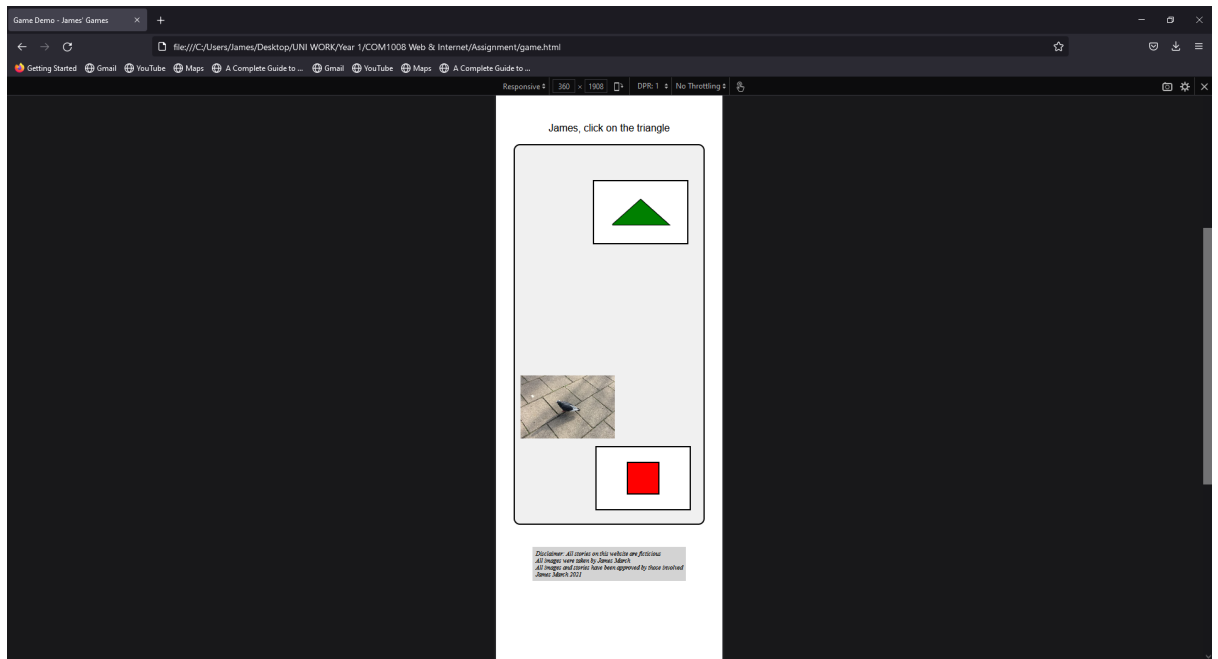 Game Demo - James' Games
file:///C:/Users/James/Desktop/UNI WORK/Year 1/COM1008 Web & Internet/Assignment/game.html
Getting Started Gmail YouTube Maps A Complete Guide to ... Gmail YouTube Maps A Complete Guide to ...
Responsive 360 × 1908 DPR: 1 No Throttling
James, click on the triangle
Disclaimer: All stories on this website are ficticious
All images were taken by James March
All images and stories have been approved by those involved
James March 2021